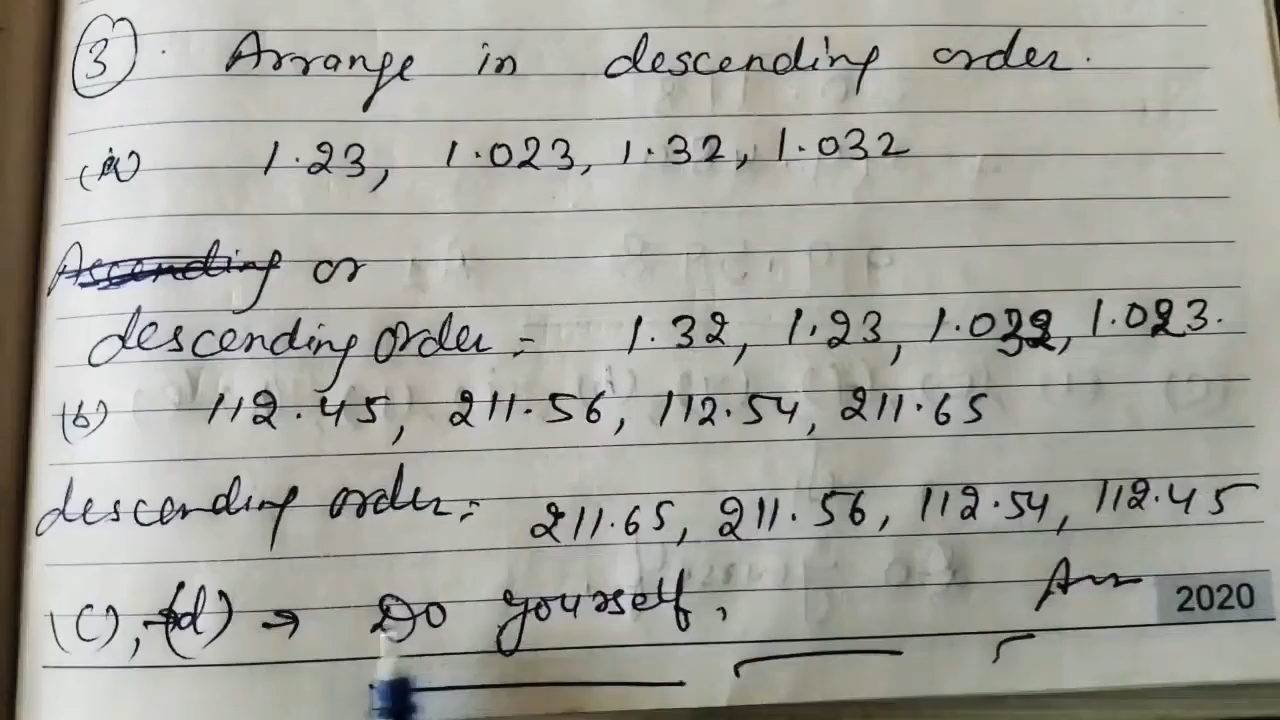 (3). Arrange in descending order.
(a) 1.23, 1.023, 1.32, 1.032
Ascending or
descending order = 1.32, 1.23, 1.032, 1.023.
(b) 112.45, 211.56, 112.54, 211.65
descending order = 211.65, 211.56, 112.54, 112.45
(c), (d) → Do yourself, Ans
2020